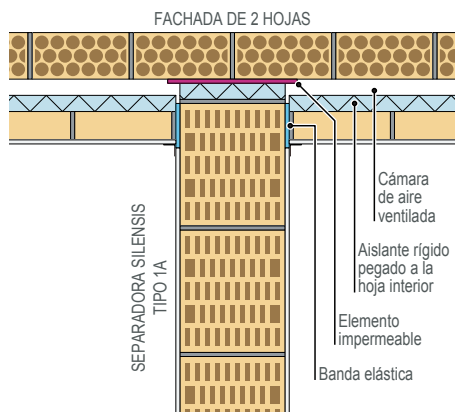 FACHADA DE 2 HOJAS
Cámara
de aire
ventilada
Aislante rígido
pegado a la
hoja interior
Elemento
impermeable
Banda elástica
SEPARADORA SILENSIS
TIPO 1A